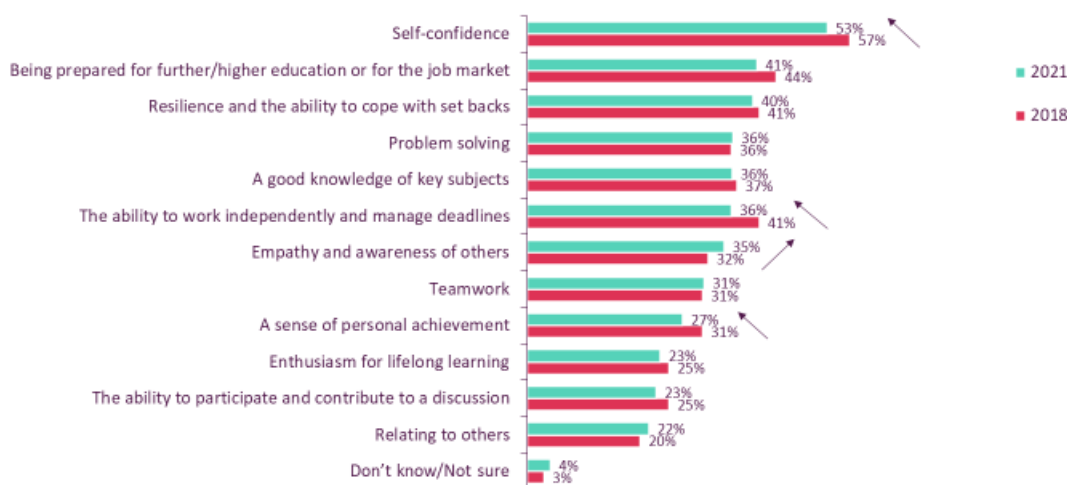 Self-confidence 53%
57%
Being prepared for further/higher education or for the job market 41%
44%
2021
Resilience and the ability to cope with set backs 40%
41%
2018
Problem solving 36%
36%
A good knowledge of key subjects 36%
37%
The ability to work independently and manage deadlines 36%
41%
Empathy and awareness of others 35%
32%
Teamwork 31%
31%
A sense of personal achievement 27%
31%
Enthusiasm for lifelong learning 23%
25%
The ability to participate and contribute to a discussion 23%
25%
Relating to others 22%
20%
Don’t know/Not sure 4%
3%